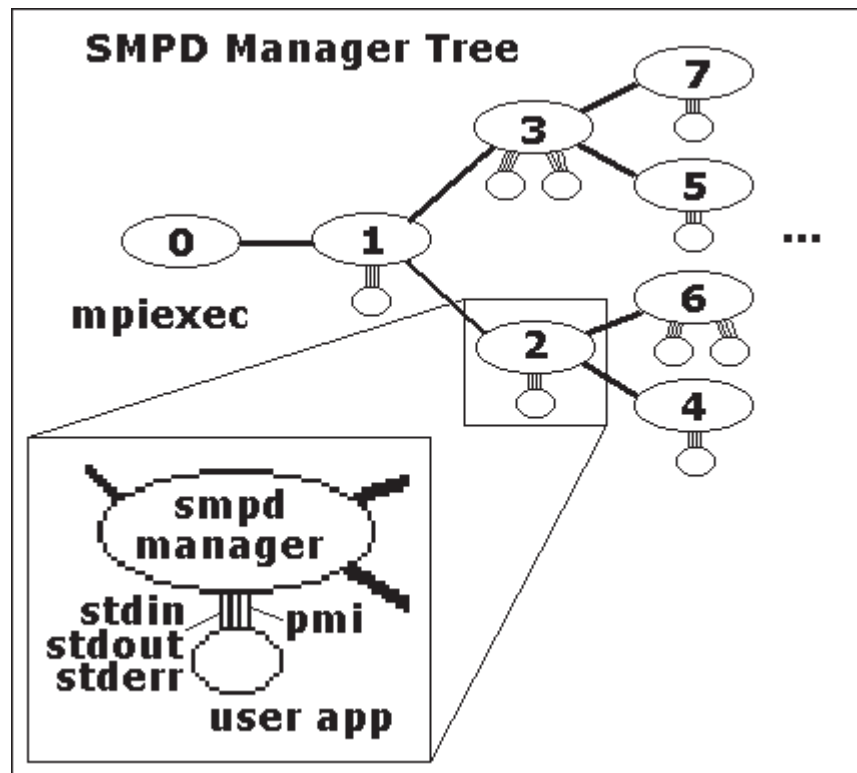 SMPD Manager Tree
7
3
5
0
1
...
6
mpiexec
2
4
smpd
manager
stdin
pmi
stdout
stderr
user app